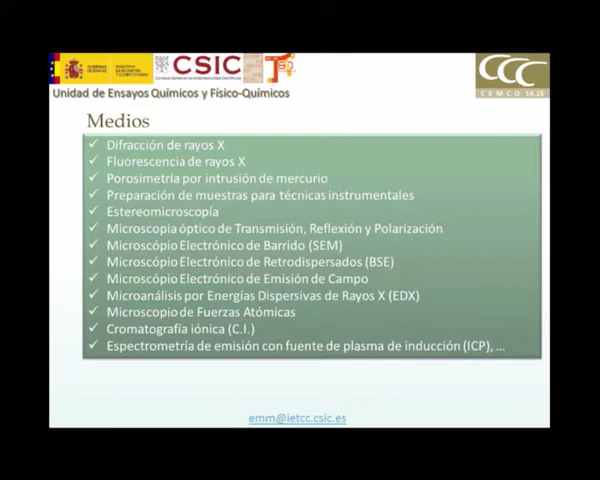 CSIC
Unidad de Ensayos Químicos y Físico-Químicos
CEMCO 14.15
Medios
✓ Difracción de rayos X
✓ Fluorescencia de rayos X
✓ Porosimetria por intrusión de mercurio
✓ Preparación de muestras para técnicas instrumentales
✓ Estereomicroscopía
✓ Microscopia óptico de Transmisión, Reflexión y Polarización
✓ Microscópio Electrónico de Barrido (SEM)
✓ Microscópio Electrónico de Retrodispersados (BSE)
✓ Microscópio Electrónico de Emisión de Campo
✓ Microanálisis por Energías Dispersivas de Rayos X (EDX)
✓ Microscopio de Fuerzas Atómicas
✓ Cromatografía iónica (C.I.)
✓ Espectrometría de emisión con fuente de plasma de inducción (ICP), ...
emm@ietcc.csic.es